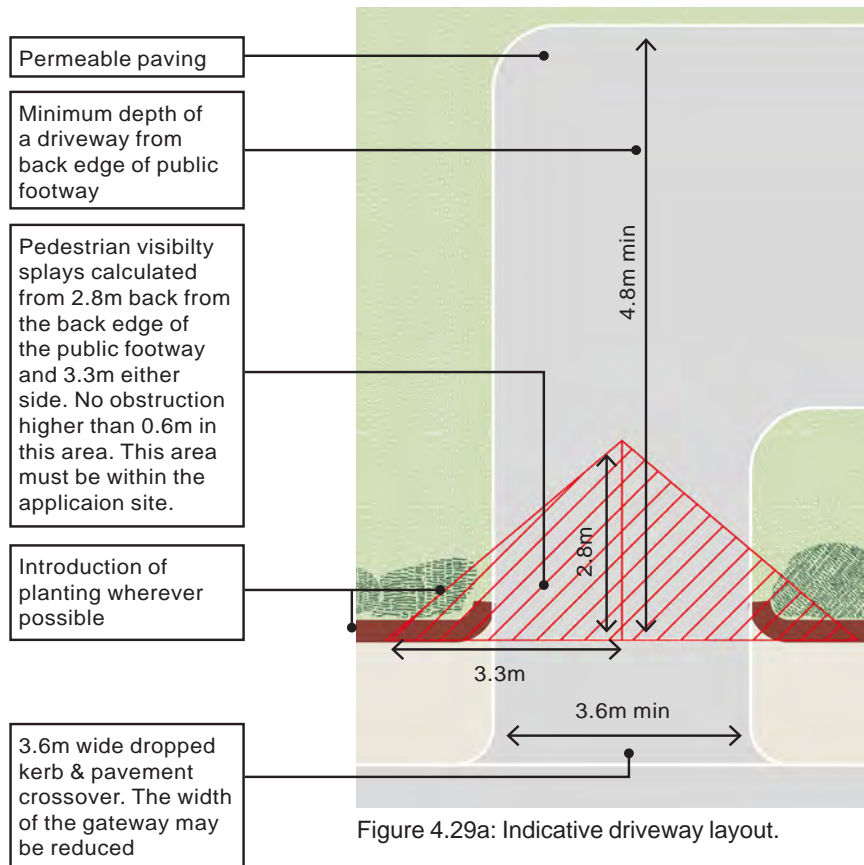 Permeable paving
Minimum depth of
a driveway from
back edge of public
footway
Pedestrian visibilty
splays calculated
from 2.8m back from
the back edge of
the public footway
and 3.3m either
side. No obstruction
higher than 0.6m in
this area. This area
must be within the
applicaion site.
Introduction of
planting wherever
possible
3.6m wide dropped
kerb & pavement
crossover. The width
of the gateway may
be reduced
4.8m min
2.8m
3.3m
3.6m min
Figure 4.29a: Indicative driveway layout.